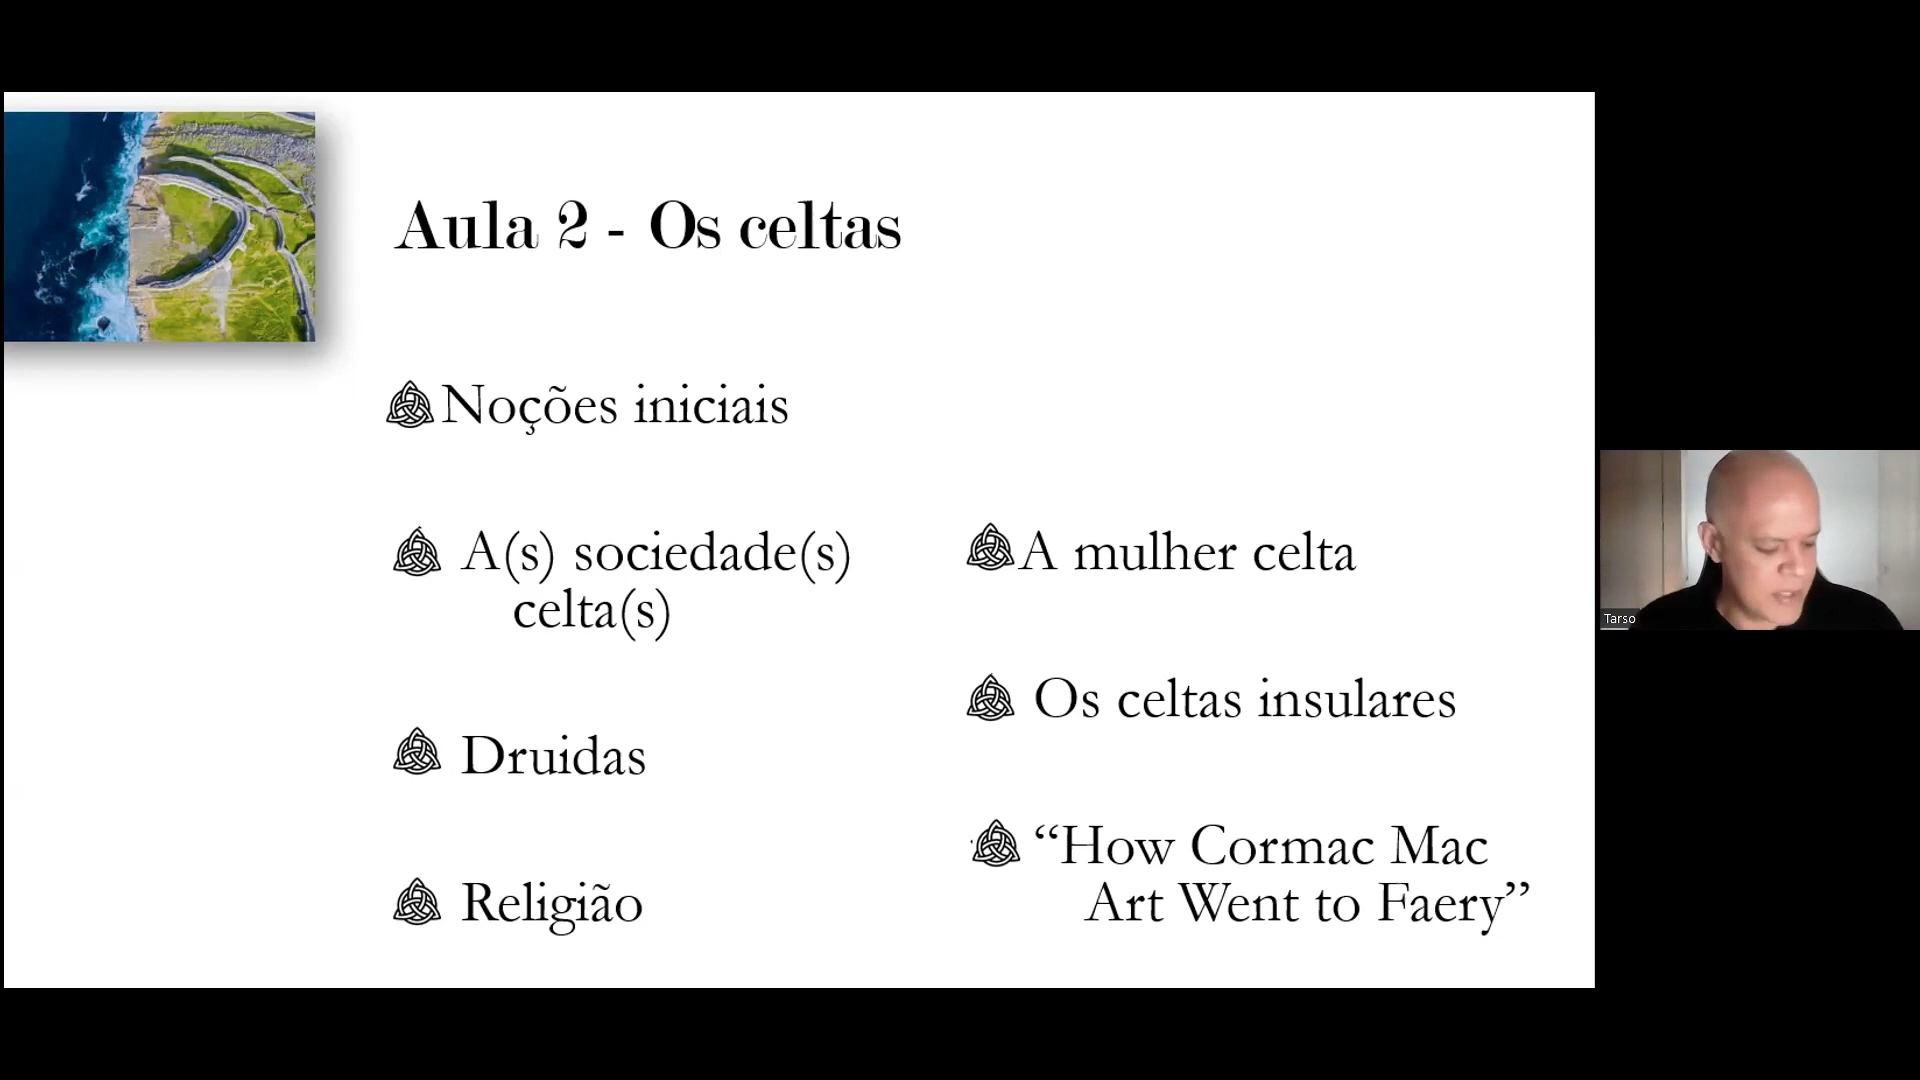 Aula 2 - Os celtas
Noções iniciais
A(s) sociedade(s)
celta(s)
Druidas
Religião
A mulher celta
Os celtas insulares
“How Cormac Mac
Art Went to Faery”
Tarso